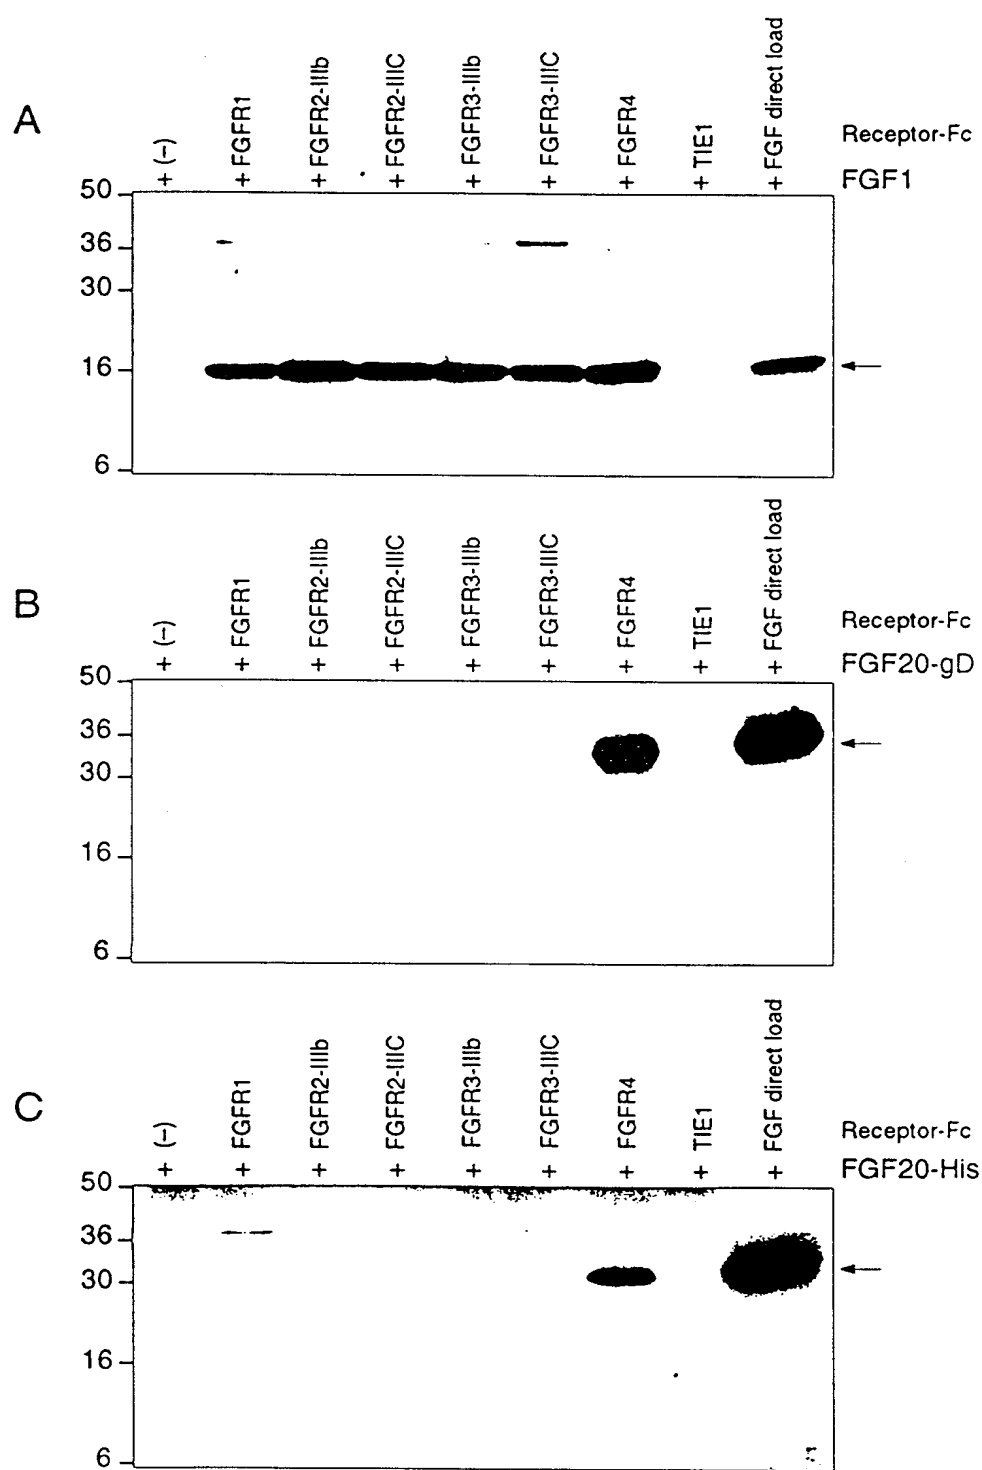 A
(–)
FGFR1
FGFR2-IIIb
FGFR2-IIIC
FGFR3-IIIb
FGFR3-IIIC
FGFR4
TIE1
FGF direct load
Receptor-Fc
+ + + + + + + + + FGF1
50
36
30
16
6
B
(–)
FGFR1
FGFR2-IIIb
FGFR2-IIIC
FGFR3-IIIb
FGFR3-IIIC
FGFR4
TIE1
FGF direct load
Receptor-Fc
+ + + + + + + + + FGF20-gD
50
36
30
16
6
C
(–)
FGFR1
FGFR2-IIIb
FGFR2-IIIC
FGFR3-IIIb
FGFR3-IIIC
FGFR4
TIE1
FGF direct load
Receptor-Fc
+ + + + + + + + + FGF20-His
50
36
30
16
6